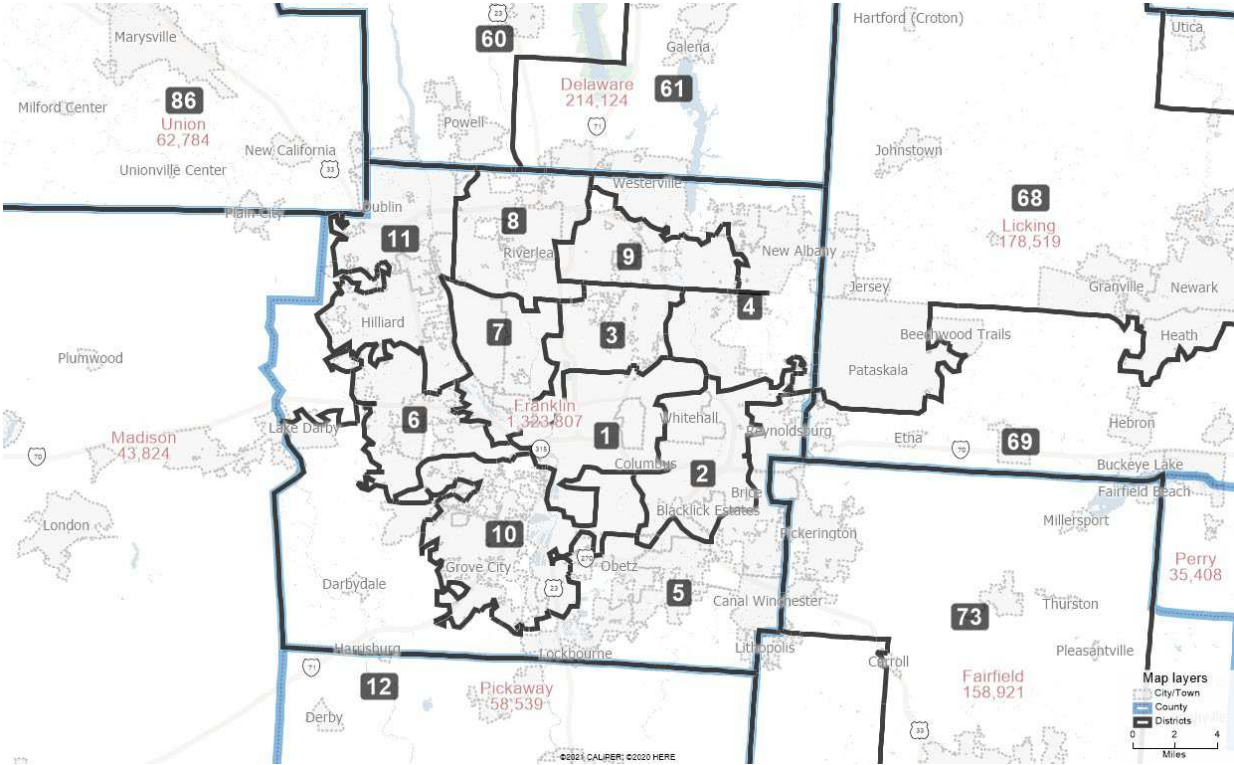 23
Hartford (Croton)
Utica
Marysville
60
Galena
Delaware
214,124
61
86
Union
62,784
Milford Center
Powell
71
New California
33
Unionville Center
Johnstown
Westerville
68
Licking
178,519
Plain City
Dublin
8
11
Riverlea
9
New Albany
Jersey
Granville
Newark
4
Hilliard
7
3
Beechwood Trails
Heath
Plumwood
Pataskala
Franklin
1,323,807
Whitehall
6
Lake Darby
1
Reynoldsburg
Hebron
Madison
43,824
70
315
Etna
70
69
Columbus
2
Buckeye Lake
Brice
Fairfield Beach
London
Blacklick Estates
Millersport
10
Pickerington
Perry
35,408
270
Obetz
Grove City
Darbydale
23
5
Canal Winchester
Thurston
73
Harrisburg
Lockbourne
Lithopolis
Carroll
Pleasantville
71
12
Pickaway
58,539
Fairfield
158,921
Derby
33
Map layers
City/Town
County
Districts
0 2 4
Miles
©2021 CALIPER; ©2020 HERE